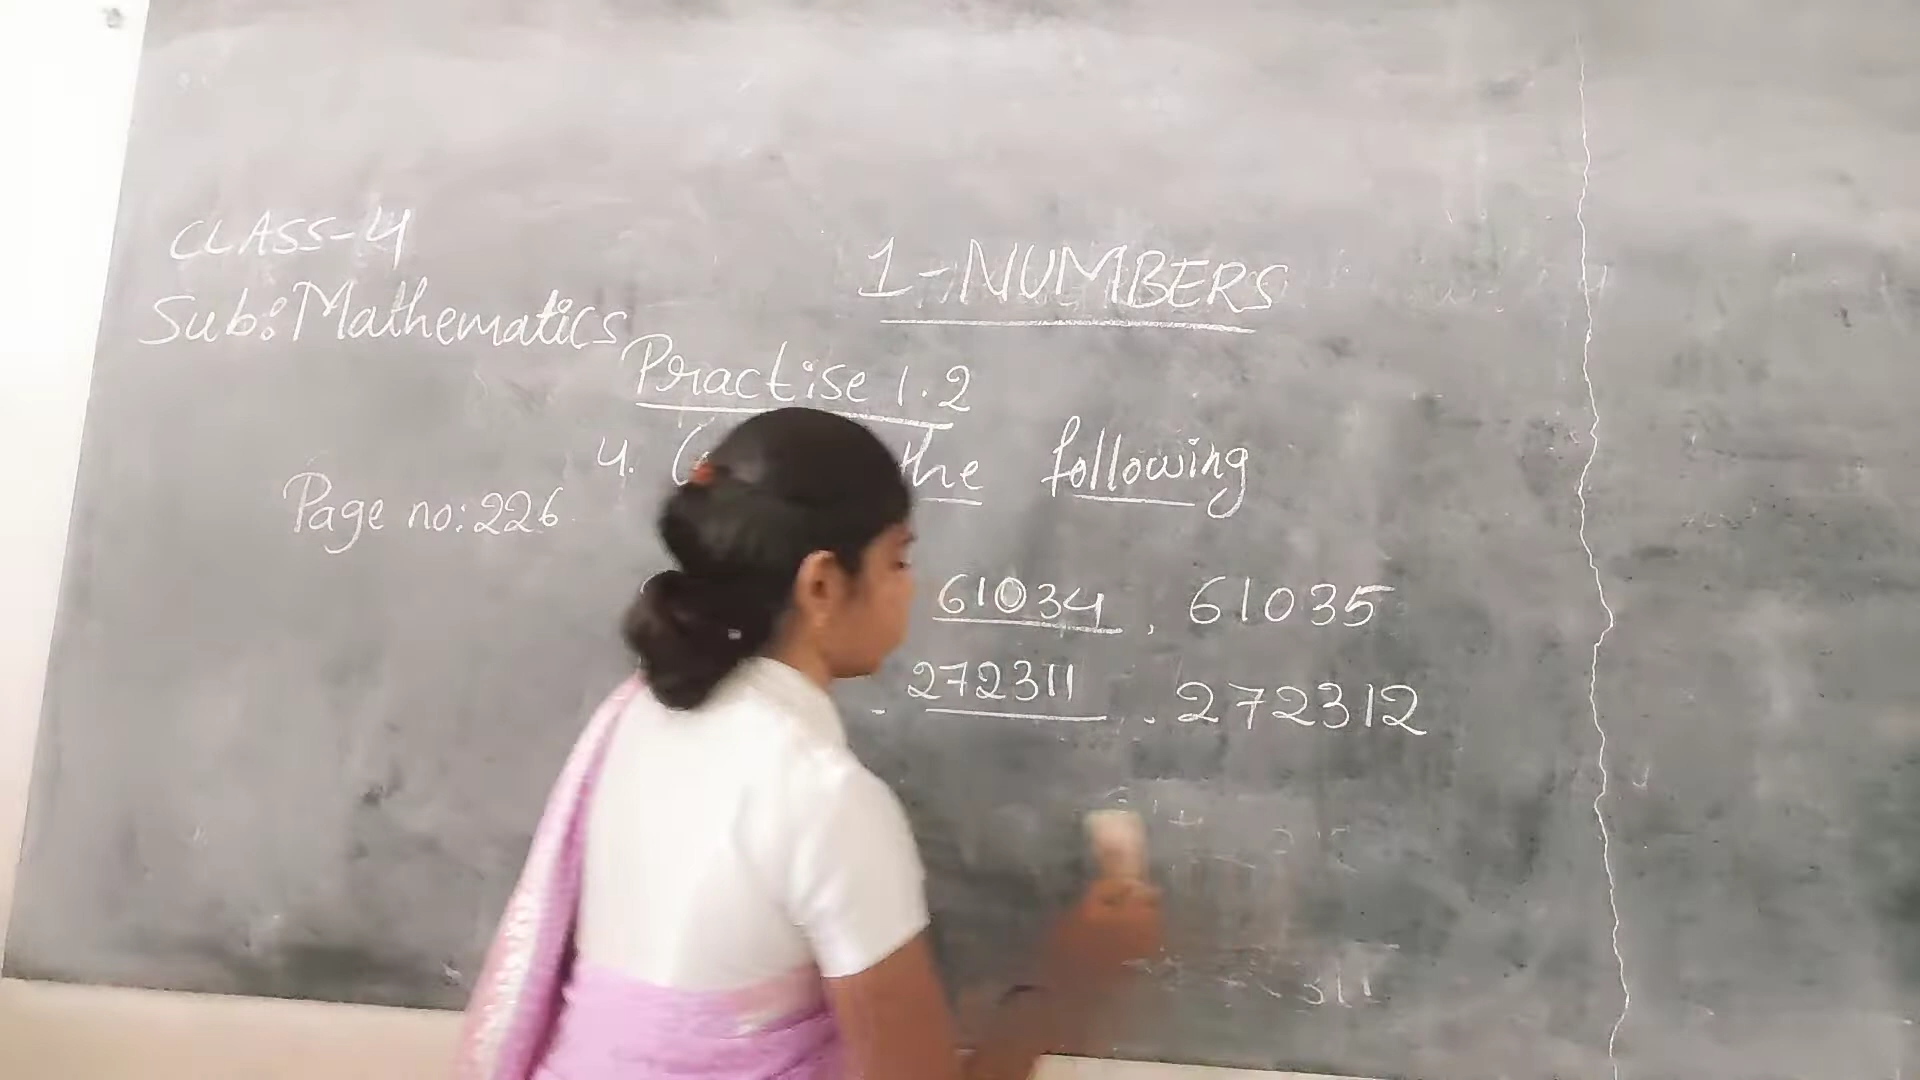 CLASS-4
1-NUMBERS
Sub: Mathematics
Practise 1.2
4. the following
Page no: 226
61034, 61035
272311 . 272312